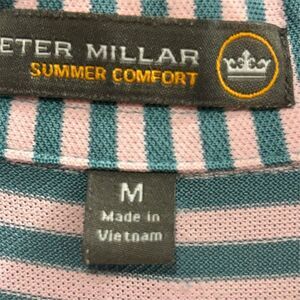 ETER MILLAR
SUMMER COMFORT
M
Made in
Vietnam